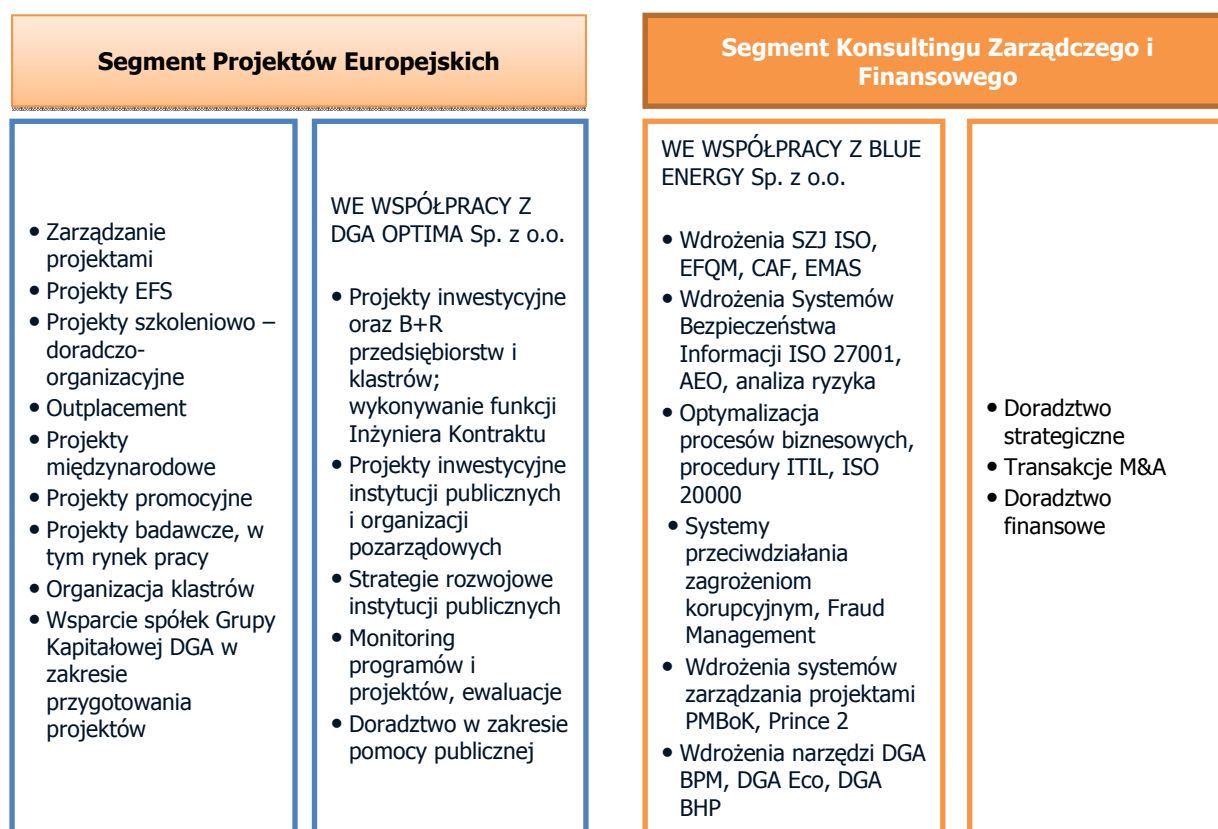 Segment Projektów Europejskich
Segment Konsultingu Zarządczego i
Finansowego
• Zarządzanie
projektami
• Projekty EFS
• Projekty szkoleniowo –
doradczo-
organizacyjne
• Outplacement
• Projekty
międzynarodowe
• Projekty promocyjne
• Projekty badawcze, w
tym rynek pracy
• Organizacja klastrów
• Wsparcie spółek Grupy
Kapitałowej DGA w
zakresie
przygotowania
projektów
WE WSPÓŁPRACY Z
DGA OPTIMA Sp. z o.o.
• Projekty inwestycyjne
oraz B+R
przedsiębiorstw i
klastrów;
wykonywanie funkcji
Inżyniera Kontraktu
• Projekty inwestycyjne
instytucji publicznych
i organizacji
pozarządowych
• Strategie rozwojowe
instytucji publicznych
• Monitoring
programów i
projektów, ewaluacje
• Doradztwo w zakresie
pomocy publicznej
WE WSPÓŁPRACY Z BLUE
ENERGY Sp. z o.o.
• Wdrożenia SZJ ISO,
EFQM, CAF, EMAS
• Wdrożenia Systemów
Bezpieczeństwa
Informacji ISO 27001,
AEO, analiza ryzyka
• Optymalizacja
procesów biznesowych,
procedury ITIL, ISO
20000
• Systemy
przeciwdziałania
zagrożeniom
korupcyjnym, Fraud
Management
• Wdrożenia systemów
zarządzania projektami
PMBoK, Prince 2
• Wdrożenia narzędzi DGA
BPM, DGA Eco, DGA
BHP
• Doradztwo
strategiczne
• Transakcje M&A
• Doradztwo
finansowe